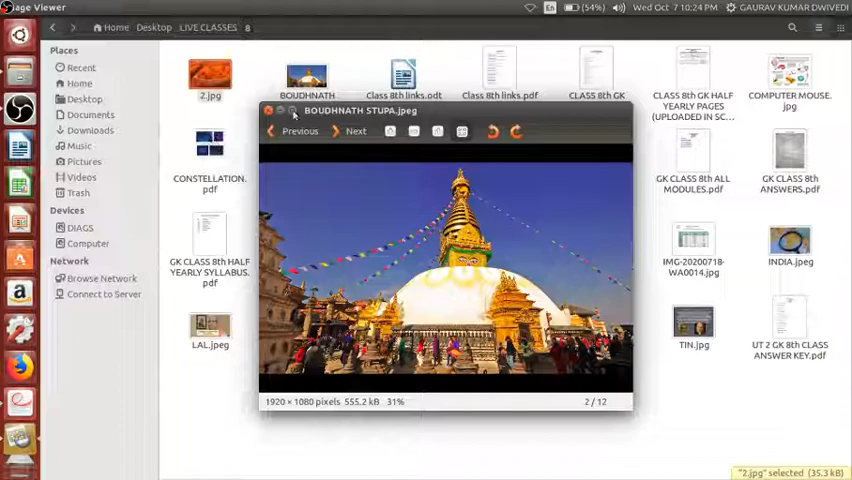 age Viewer
En
(54%)
Wed Oct 7 10:24 PM
GAURAV KUMAR DWIVEDI
Home
Desktop
LIVE CLASSES
8
Places
Recent
Home
Desktop
Documents
Downloads
Music
Pictures
Videos
Trash
Devices
DIAGS
Computer
Network
Browse Network
Connect to Server
2.jpg
BOUDHNATH
Class 8th links.odt
Class 8th links.pdf
CLASS 8th GK
CLASS 8th GK HALF
YEARLY PAGES
(UPLOADED IN SC...
COMPUTER MOUSE.
jpg
CONSTELLATION.
pdf
GK CLASS 8th ALL
MODULES.pdf
GK CLASS 8th
ANSWERS.pdf
GK CLASS 8th HALF
YEARLY SYLLABUS.
pdf
IMG-20200718-
WA0014.jpg
INDIA.jpeg
LAL.jpeg
TIN.jpg
UT 2 GK 8th CLASS
ANSWER KEY.pdf
BOUDHNATH STUPA.jpeg
Previous
Next
1920 × 1080 pixels 555.2 kB 31%
2 / 12
"2.jpg" selected (35.3 kB)